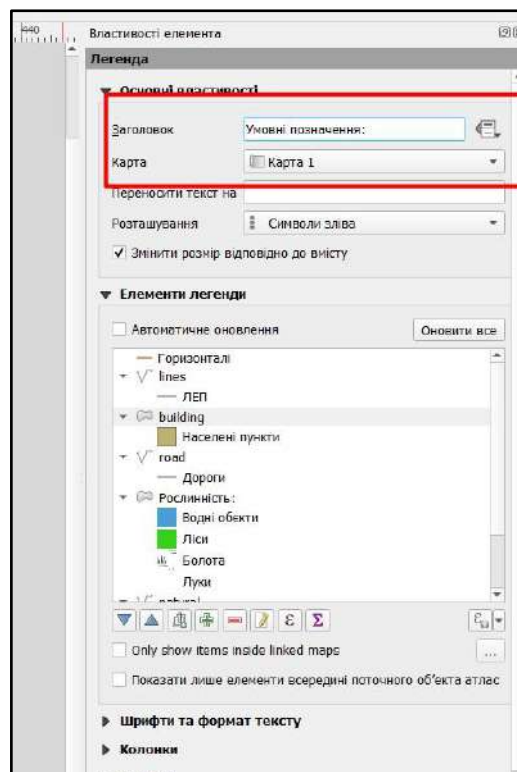 440
Властивості елемента
Легенда
Основні властивості
Заголовок Умовні позначення:
Карта Карта 1
Переносити текст на
Розташування Символи зліва
Змінити розмір відповідно до вмісту
Елементи легенди
Автоматичне оновлення Оновити все
Горизонталі
lines
ЛЕП
building
Населені пункти
road
Дороги
Рослинність:
Водні обєкти
Ліси
Болота
Луки
natural
Only show items inside linked maps ...
Показати лише елементи всередині поточного об'єкта атлас
Шрифти та формат тексту
Колонки